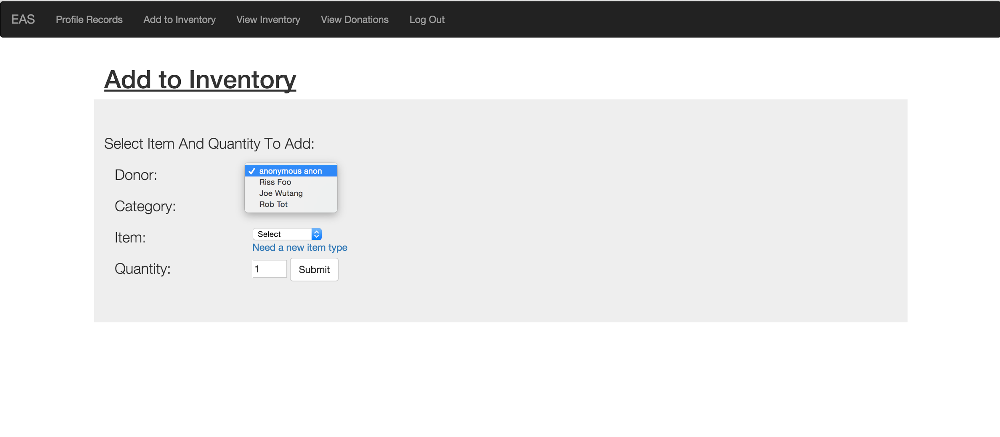 EAS Profile Records Add to Inventory View Inventory View Donations Log Out
Add to Inventory
Select Item And Quantity To Add:
Donor:
anonymous anon
Riss Foo
Joe Wutang
Rob Tot
Category:
Item: Select
Need a new item type
Quantity: 1 Submit